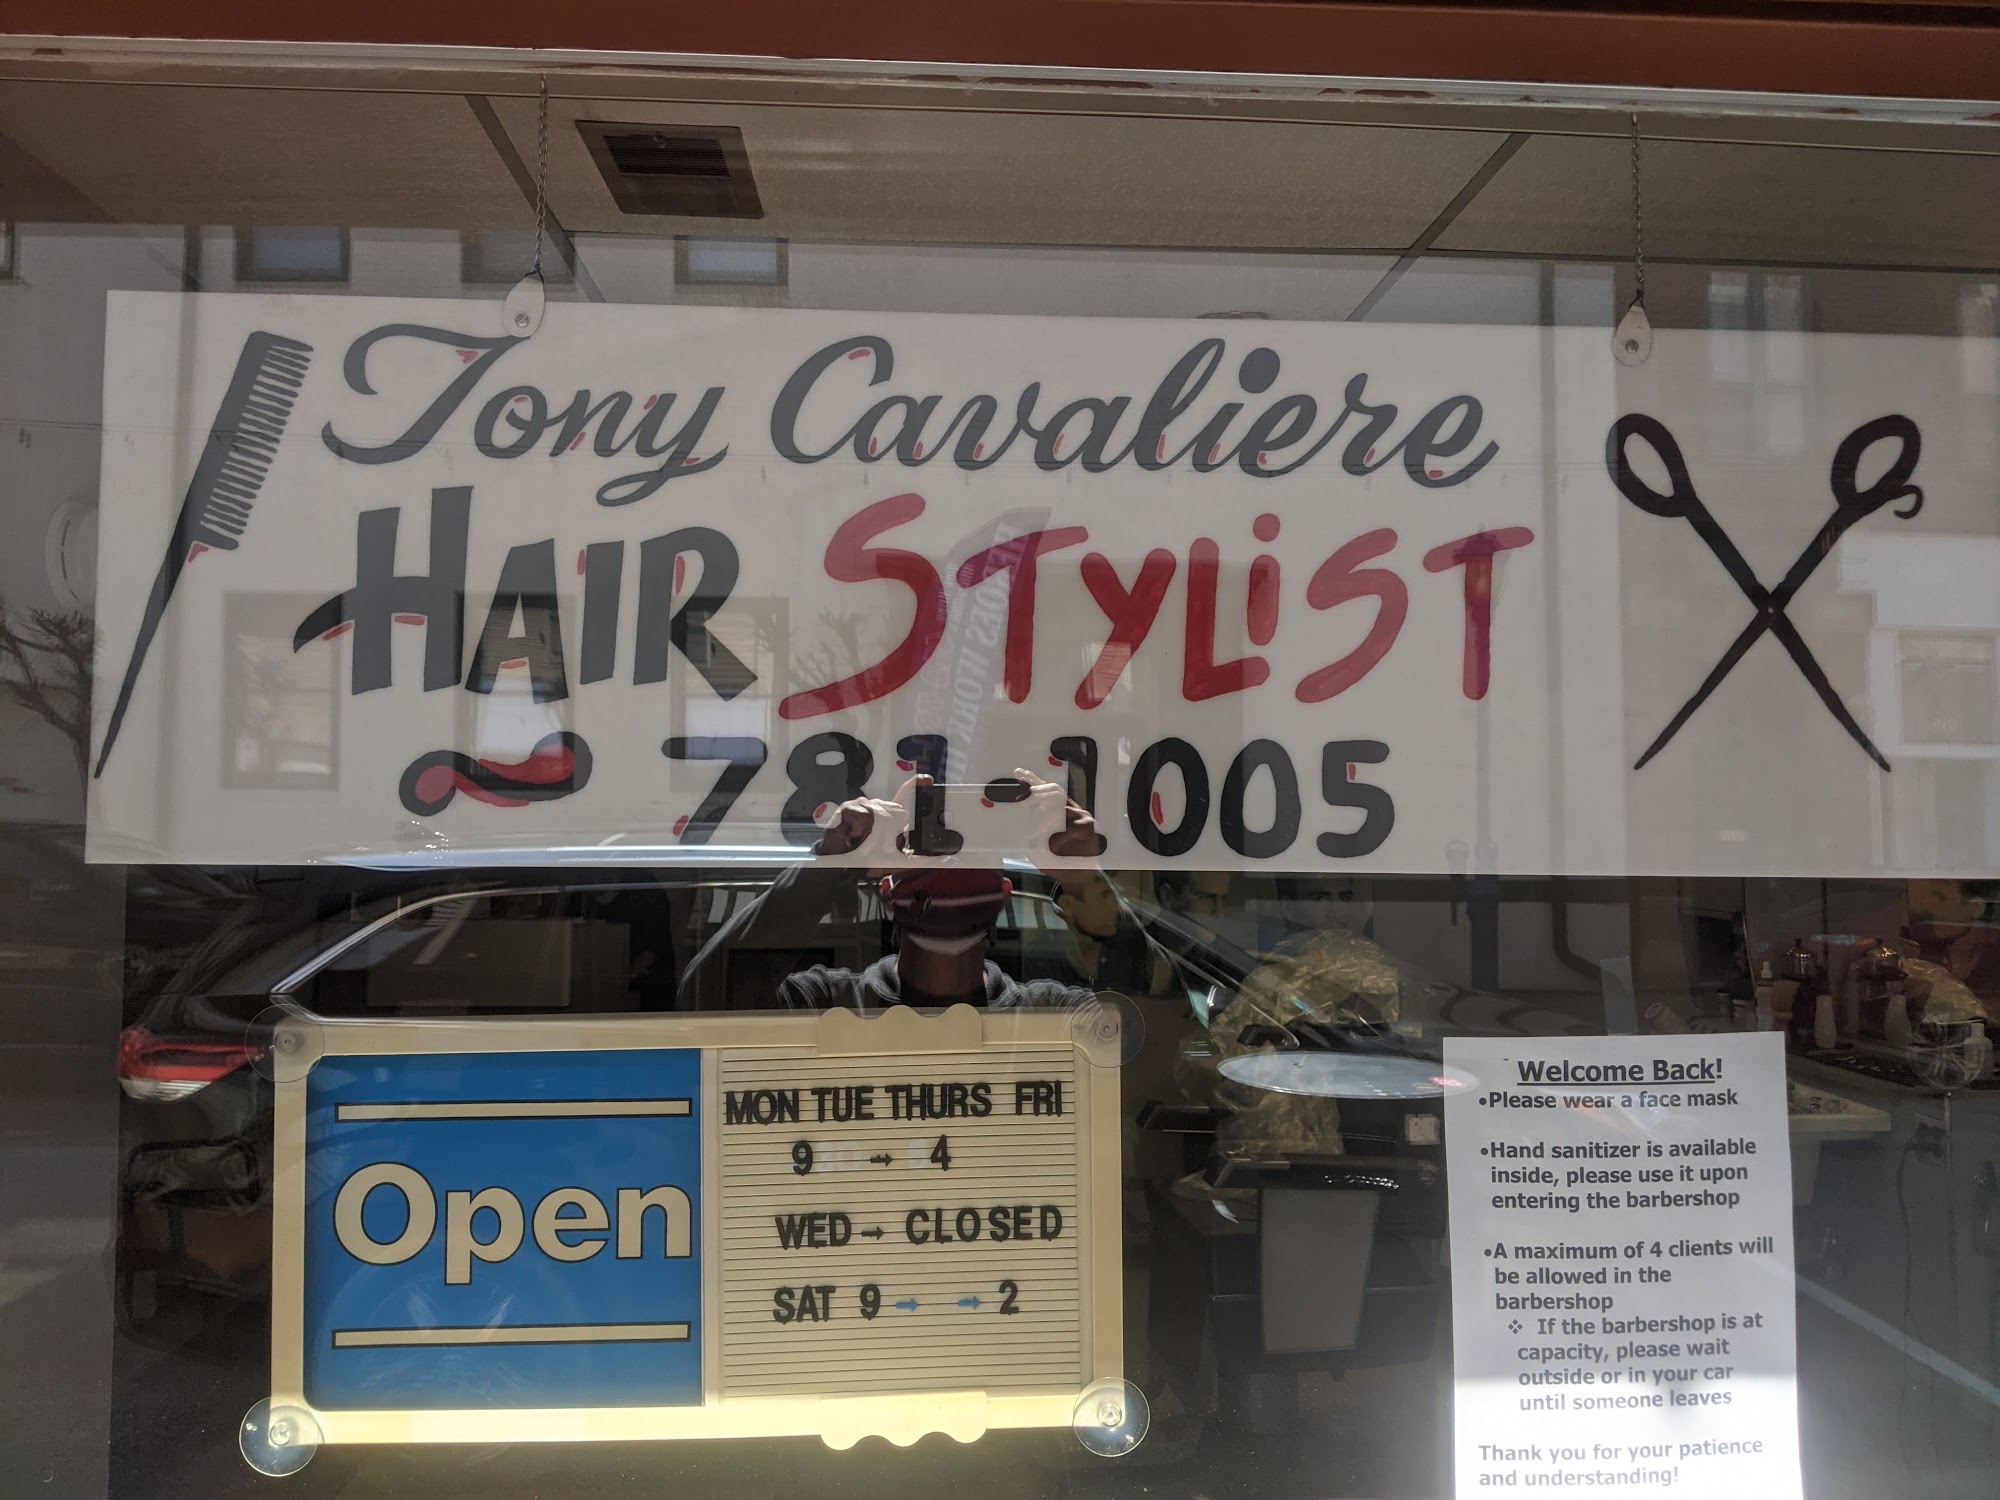 Tony Cavaliere
HAIR STYLiST
~ 781-1005
Open
MON TUE THURS FRI
9 → 4
WED → CLOSED
SAT 9 → → 2
Welcome Back!
•Please wear a face mask
•Hand sanitizer is available
inside, please use it upon
entering the barbershop
•A maximum of 4 clients will
be allowed in the
barbershop
❖ If the barbershop is at
capacity, please wait
outside or in your car
until someone leaves
Thank you for your patience
and understanding!